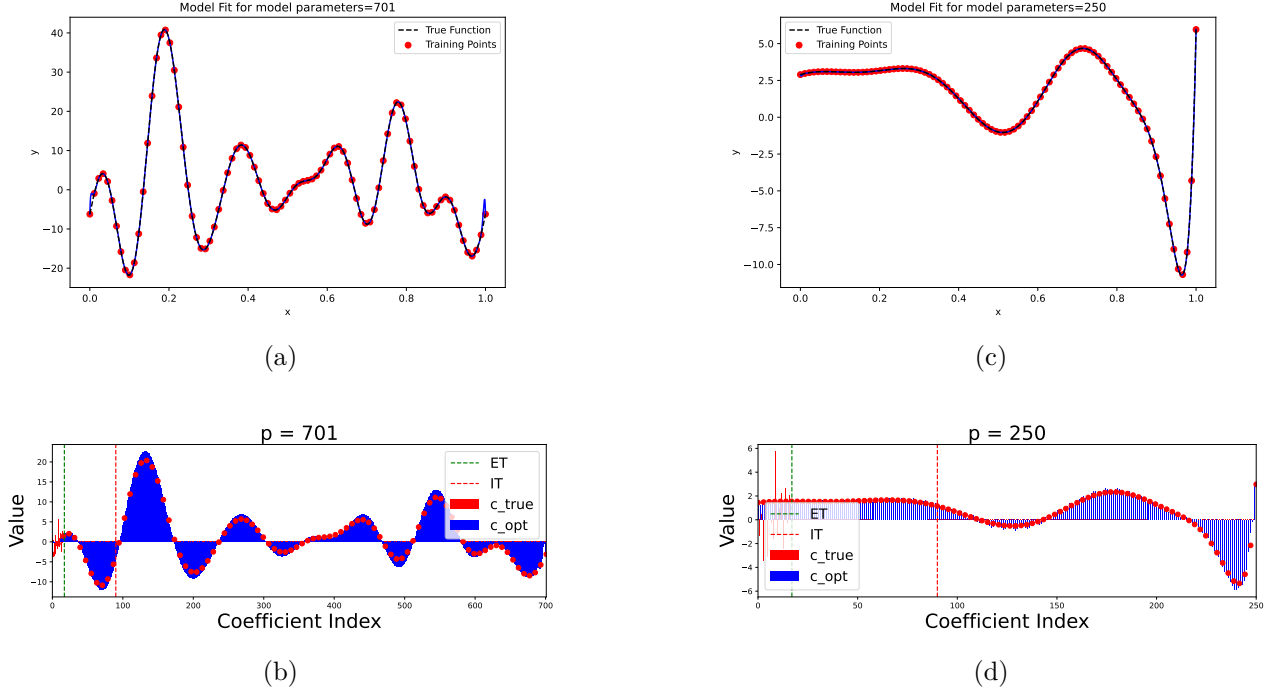 Model Fit for model parameters=701
True Function
Training Points
y
40
30
20
10
0
−10
−20
0.0 0.2 0.4 0.6 0.8 1.0
x
(a)
Model Fit for model parameters=250
True Function
Training Points
y
5.0
2.5
0.0
−2.5
−5.0
−7.5
−10.0
0.0 0.2 0.4 0.6 0.8 1.0
x
(c)
p = 701
ET
IT
c_true
c_opt
Value
20
15
10
5
0
−5
−10
0 100 200 300 400 500 600 700
Coefficient Index
(b)
p = 250
ET
IT
c_true
c_opt
Value
6
4
2
0
−2
−4
−6
0 50 100 150 200 250
Coefficient Index
(d)